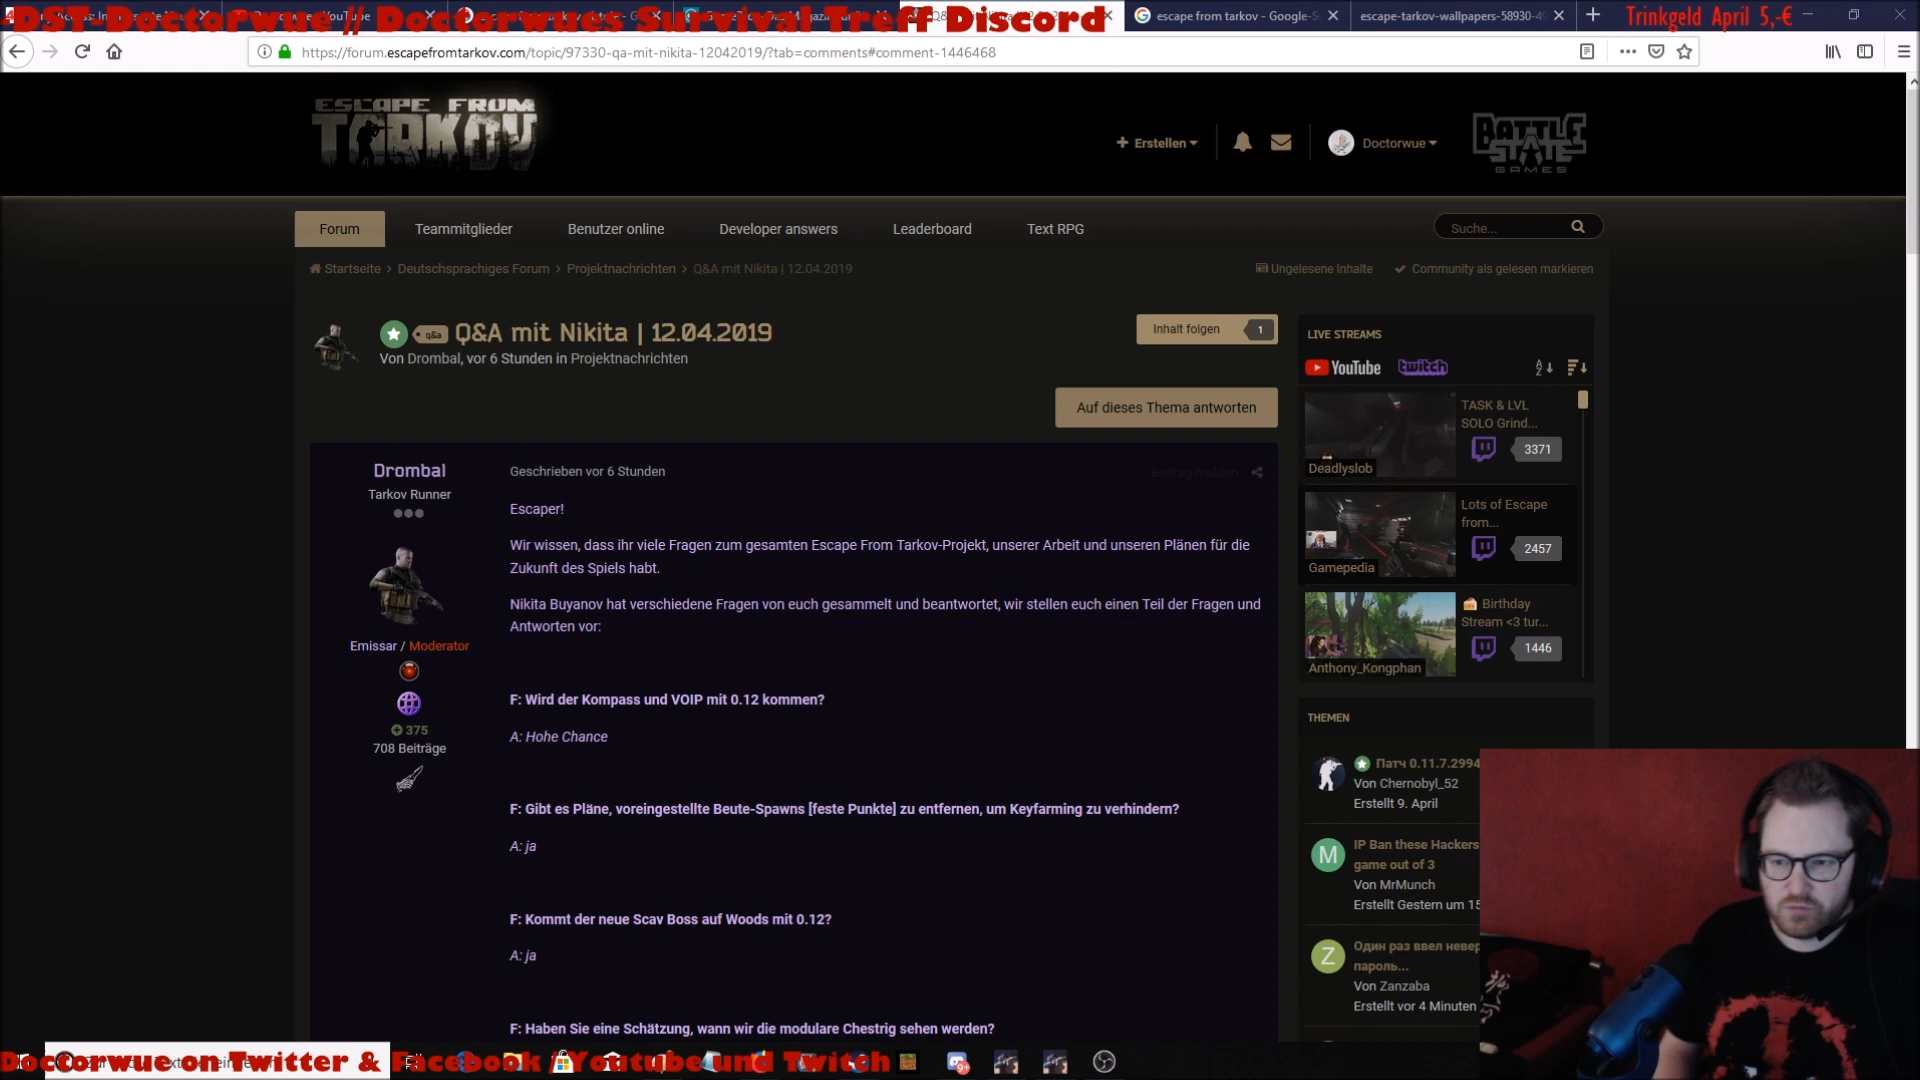 DST-Doctorwue // Doctorwues Survival Treff Discord
Trinkgeld April 5,-€
escape from tarkov - Google-S
escape-tarkov-wallpapers-58930-49
https://forum.escapefromtarkov.com/topic/97330-qa-mit-nikita-12042019/?tab=comments#comment-1446468
ESCAPE FROM
TARKOV
Erstellen
Doctorwue
BATTLE
STATE
GAMES
Forum
Teammitglieder
Benutzer online
Developer answers
Leaderboard
Text RPG
Suche...
Startseite
Deutschsprachiges Forum
Projektnachrichten
Q&A mit Nikita | 12.04.2019
Ungelesene Inhalte
Community als gelesen markieren
q&a
Q&A mit Nikita | 12.04.2019
Von Drombal, vor 6 Stunden in Projektnachrichten
Inhalt folgen
1
Auf dieses Thema antworten
Drombal
Tarkov Runner
Emissar / Moderator
375
708 Beiträge
Geschrieben vor 6 Stunden
Beitrag melden
Escaper!
Wir wissen, dass ihr viele Fragen zum gesamten Escape From Tarkov-Projekt, unserer Arbeit und unseren Plänen für die
Zukunft des Spiels habt.
Nikita Buyanov hat verschiedene Fragen von euch gesammelt und beantwortet, wir stellen euch einen Teil der Fragen und
Antworten vor:
F: Wird der Kompass und VOIP mit 0.12 kommen?
A: Hohe Chance
F: Gibt es Pläne, voreingestellte Beute-Spawns [feste Punkte] zu entfernen, um Keyfarming zu verhindern?
A: ja
F: Kommt der neue Scav Boss auf Woods mit 0.12?
A: ja
F: Haben Sie eine Schätzung, wann wir die modulare Chestrig sehen werden?
LIVE STREAMS
YouTube
twitch
TASK & LVL
SOLO Grind...
3371
Deadlyslob
Lots of Escape
from...
2457
Gamepedia
Birthday
Stream <3 tur...
1446
Anthony_Kongphan
THEMEN
Патч 0.11.7.2994
Von Chernobyl_52
Erstellt 9. April
M
IP Ban these Hackers
game out of 3
Von MrMunch
Erstellt Gestern um 15
Z
Один раз ввел невер
пароль...
Von Zanzaba
Erstellt vor 4 Minuten
Doctorwue on Twitter & Facebook / Youtube und Twitch